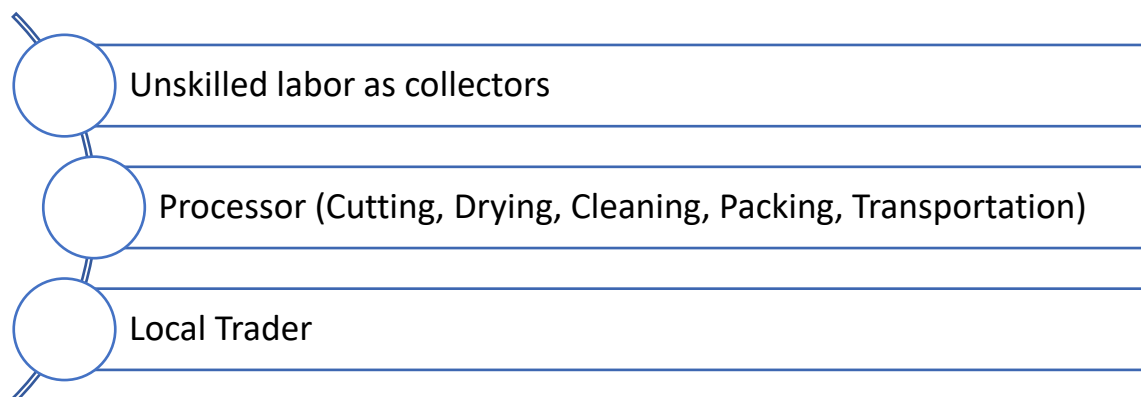 Unskilled labor as collectors
Processor (Cutting, Drying, Cleaning, Packing, Transportation)
Local Trader